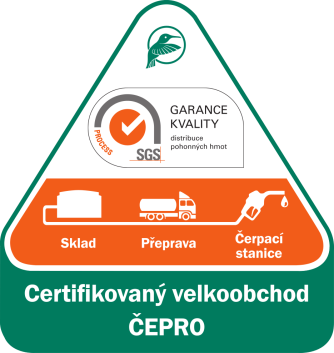 GARANCE
KVALITY
distribuce
pohonných hmot
PROCESS
SGS
Sklad
Přeprava
Čerpací
stanice
Certifikovaný velkoobchod
ČEPRO